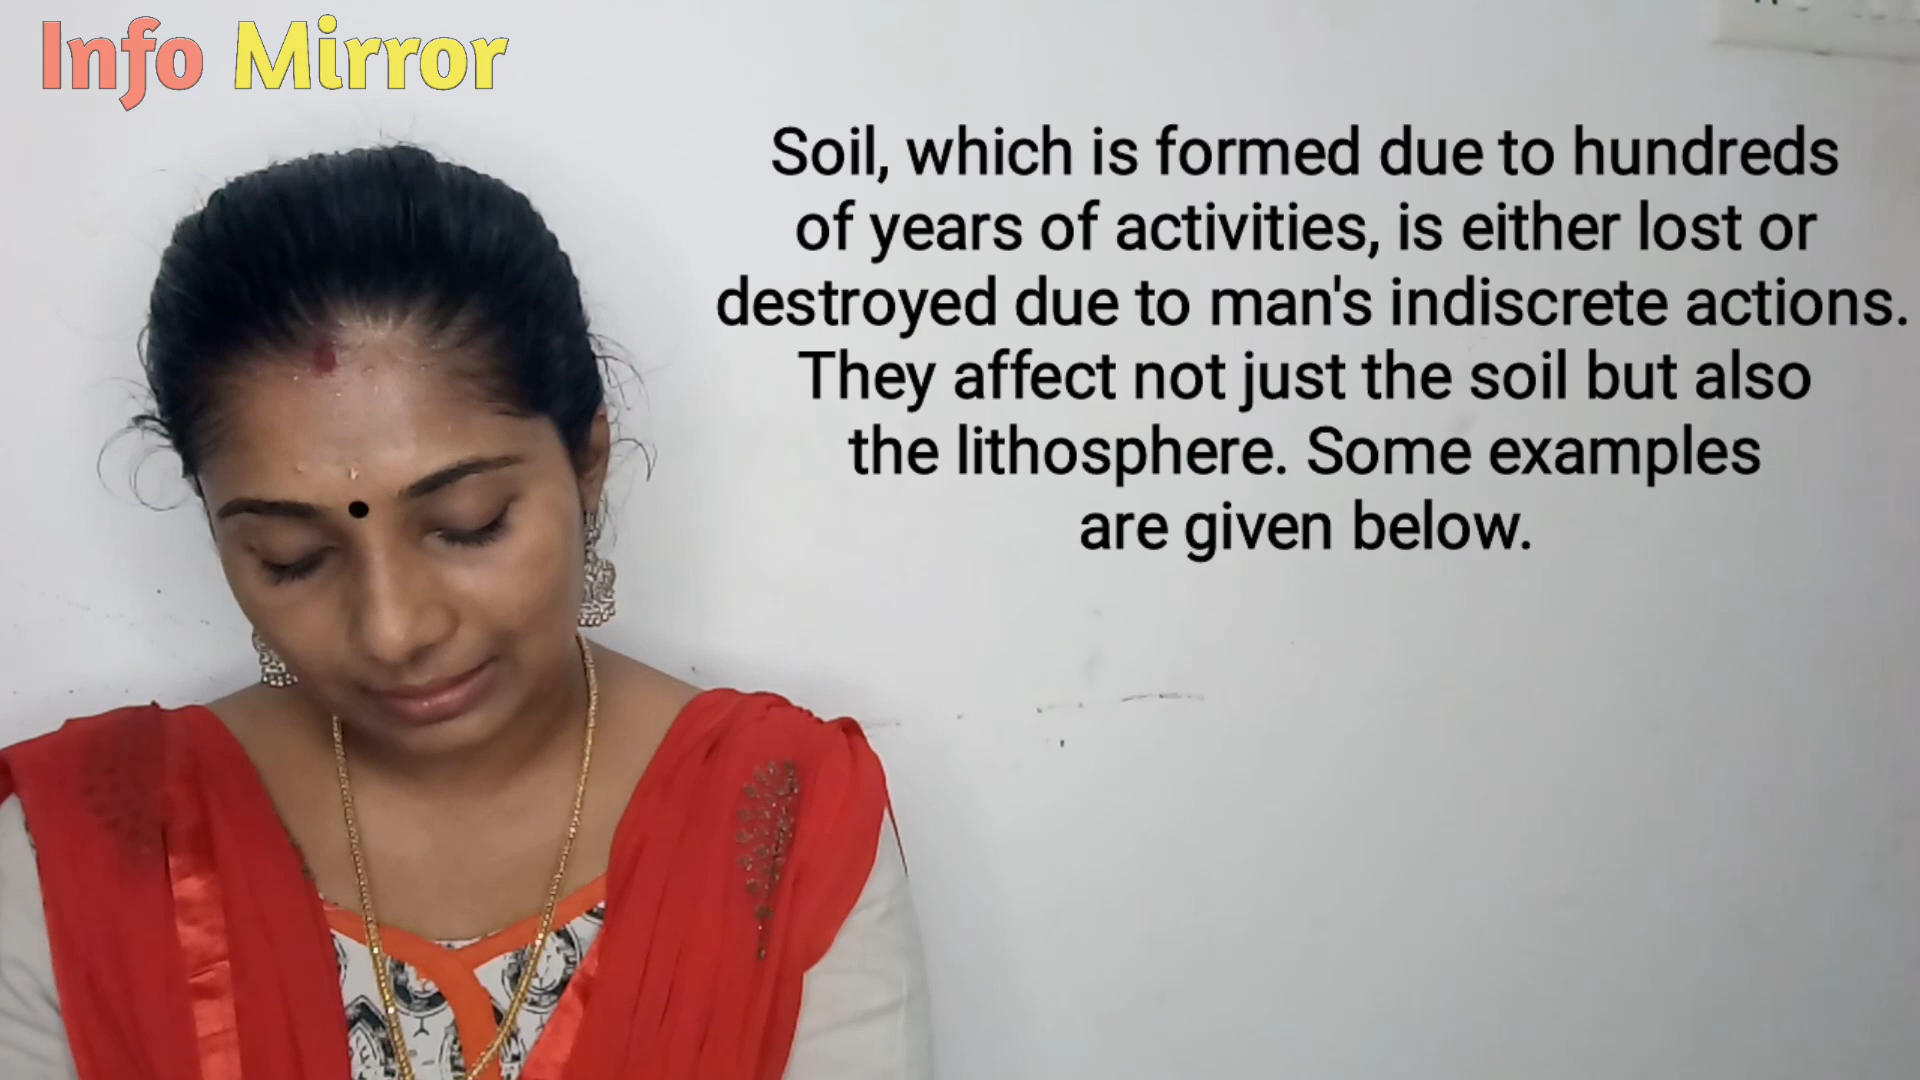 Info Mirror
Soil, which is formed due to hundreds
of years of activities, is either lost or
destroyed due to man's indiscrete actions.
They affect not just the soil but also
the lithosphere. Some examples
are given below.